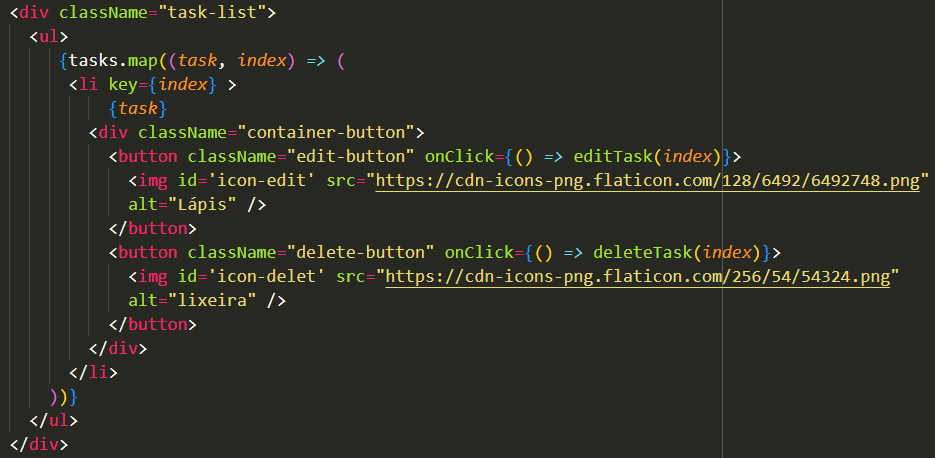 <div className="task-list">
  <ul>
     {tasks.map((task, index) => (
      <li key={index} >
          {task}
        <div className="container-button">
          <button className="edit-button" onClick={() => editTask(index)}>
            <img id='icon-edit' src="https://cdn-icons-png.flaticon.com/128/6492/6492748.png"
            alt="Lápis" />
          </button>
          <button className="delete-button" onClick={() => deleteTask(index)}>
            <img id='icon-delet' src="https://cdn-icons-png.flaticon.com/256/54/54324.png"
            alt="lixeira" />
          </button>
        </div>
      </li>
    ))}
  </ul>
</div>